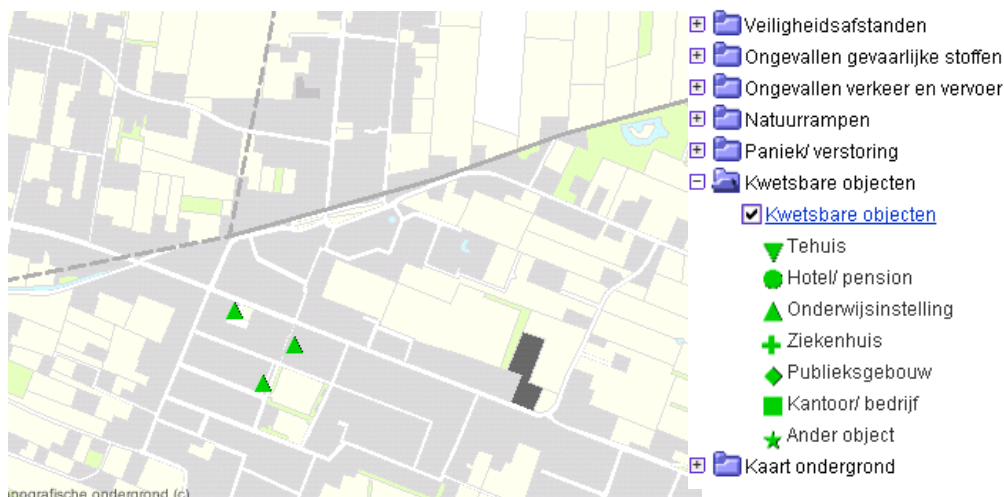 Veiligheidsafstanden
Ongevallen gevaarlijke stoffen
Ongevallen verkeer en vervoer
Natuurrampen
Paniek/ verstoring
Kwetsbare objecten
Kwetsbare objecten
Tehuis
Hotel/ pension
Onderwijsinstelling
Ziekenhuis
Publieksgebouw
Kantoor/ bedrijf
Ander object
Kaart ondergrond
ondergrond (c)